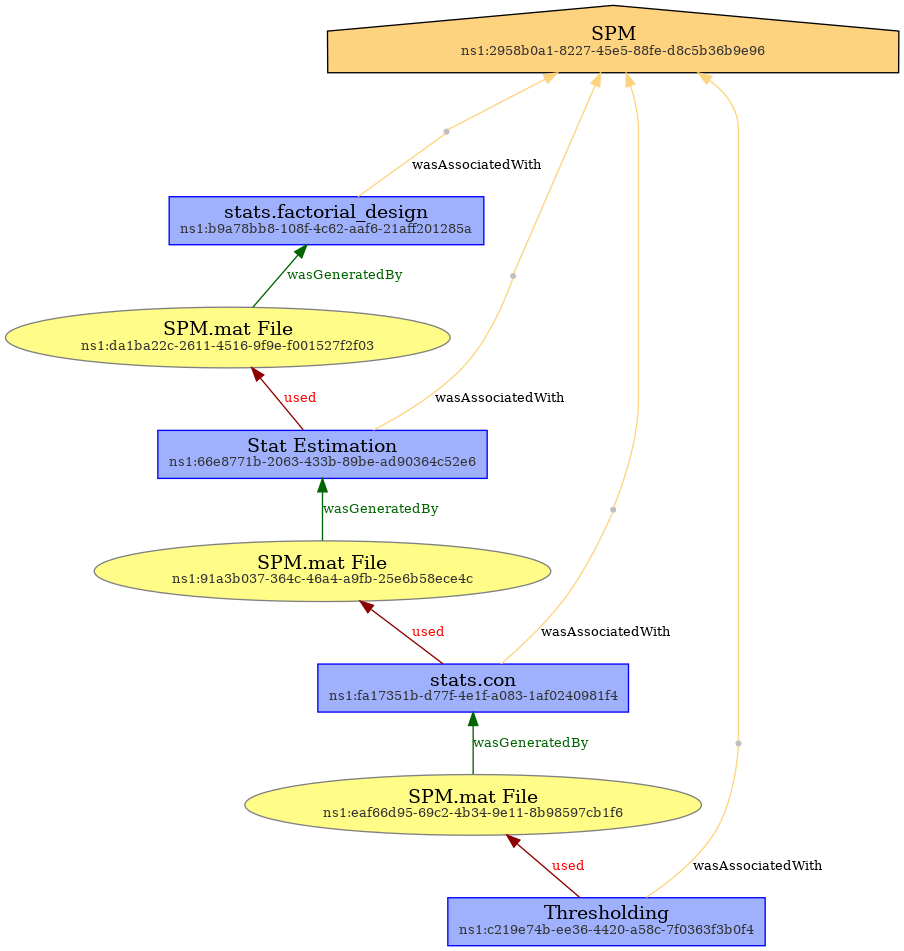 SPM
ns1:2958b0a1-8227-45e5-88fe-d8c5b36b9e96
wasAssociatedWith
stats.factorial_design
ns1:b9a78bb8-108f-4c62-aaf6-21aff201285a
wasGeneratedBy
SPM.mat File
ns1:da1ba22c-2611-4516-9f9e-f001527f2f03
used
wasAssociatedWith
Stat Estimation
ns1:66e8771b-2063-433b-89be-ad90364c52e6
wasGeneratedBy
SPM.mat File
ns1:91a3b037-364c-46a4-a9fb-25e6b58ece4c
used
wasAssociatedWith
stats.con
ns1:fa17351b-d77f-4e1f-a083-1af0240981f4
wasGeneratedBy
SPM.mat File
ns1:eaf66d95-69c2-4b34-9e11-8b98597cb1f6
used
wasAssociatedWith
Thresholding
ns1:c219e74b-ee36-4420-a58c-7f0363f3b0f4